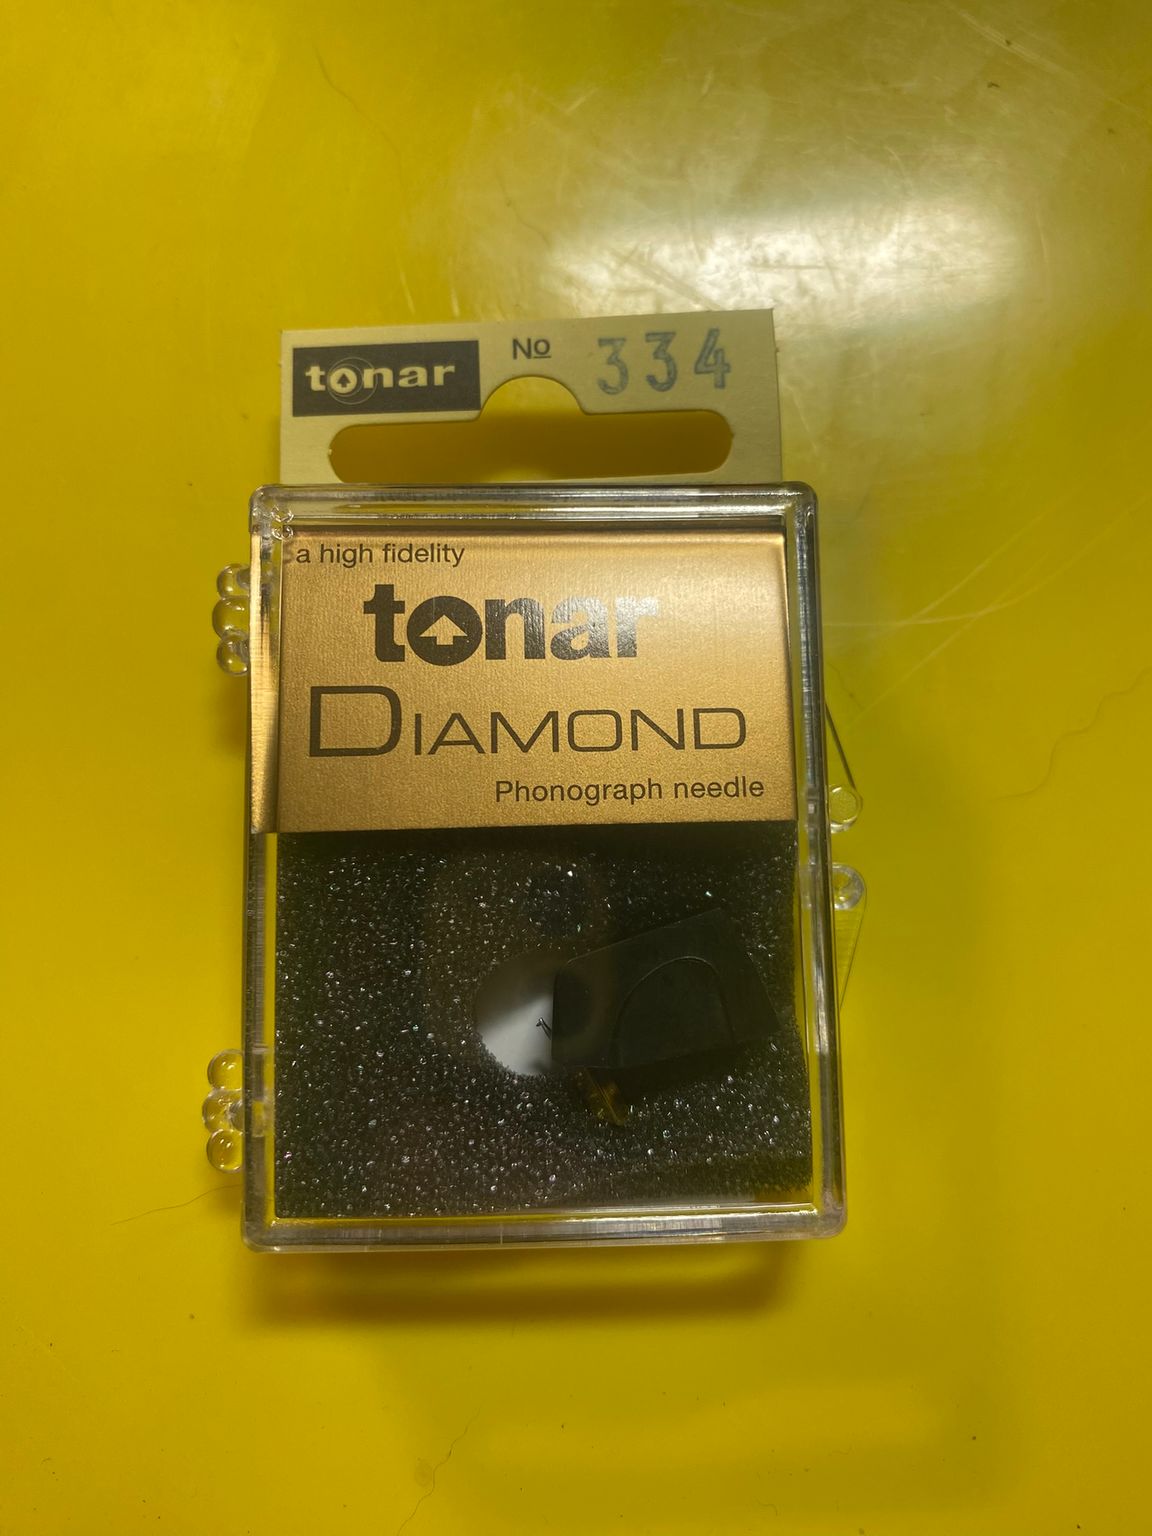 tonar No 334
a high fidelity
tonar
DIAMOND
Phonograph needle